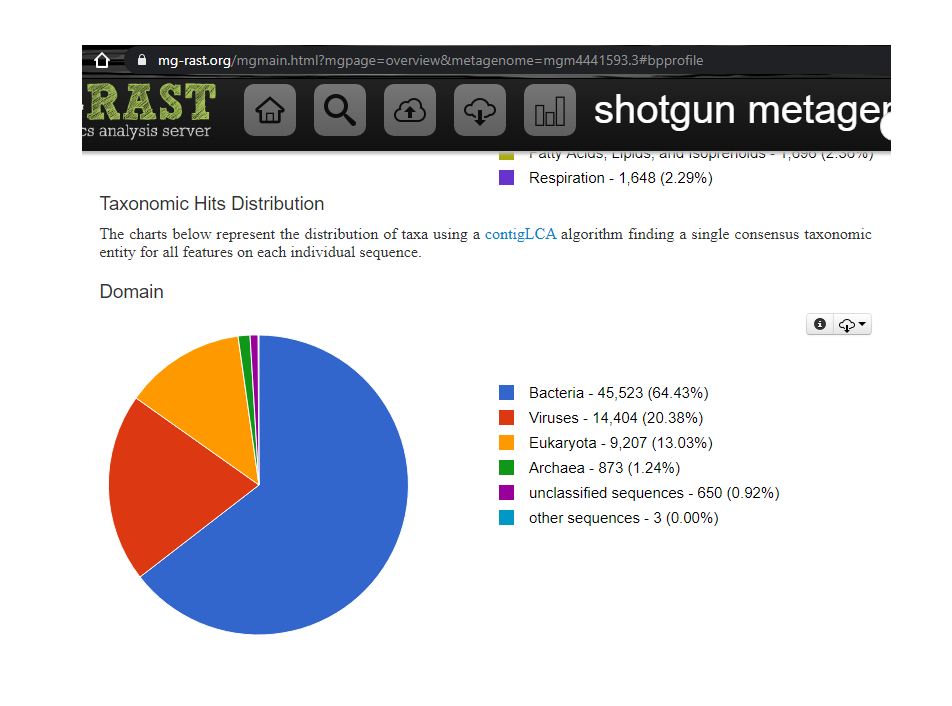 mg-rast.org/mgmain.html?mgpage=overview&metagenome=mgm4441593.3#bpprofile
-RAST
cs analysis server
shotgun metager
Fatty Acids, Lipids, and Isoprenoids - 1,696 (2.36%)
Respiration - 1,648 (2.29%)
Taxonomic Hits Distribution
The charts below represent the distribution of taxa using a contigLCA algorithm finding a single consensus taxonomic
entity for all features on each individual sequence.
Domain
Bacteria - 45,523 (64.43%)
Viruses - 14,404 (20.38%)
Eukaryota - 9,207 (13.03%)
Archaea - 873 (1.24%)
unclassified sequences - 650 (0.92%)
other sequences - 3 (0.00%)